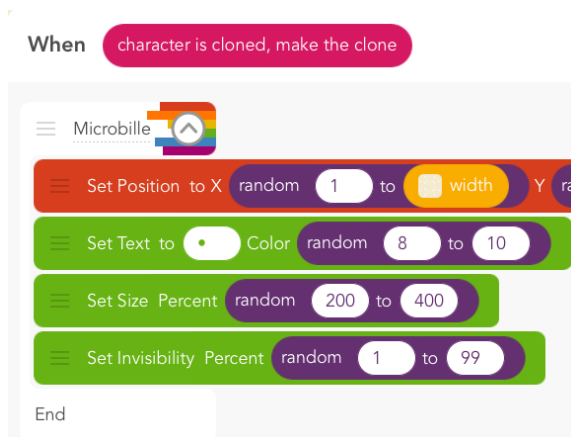 When character is cloned, make the clone
Microbille
Set Position to X random 1 to width Y
Set Text to • Color random 8 to 10
Set Size Percent random 200 to 400
Set Invisibility Percent random 1 to 99
End